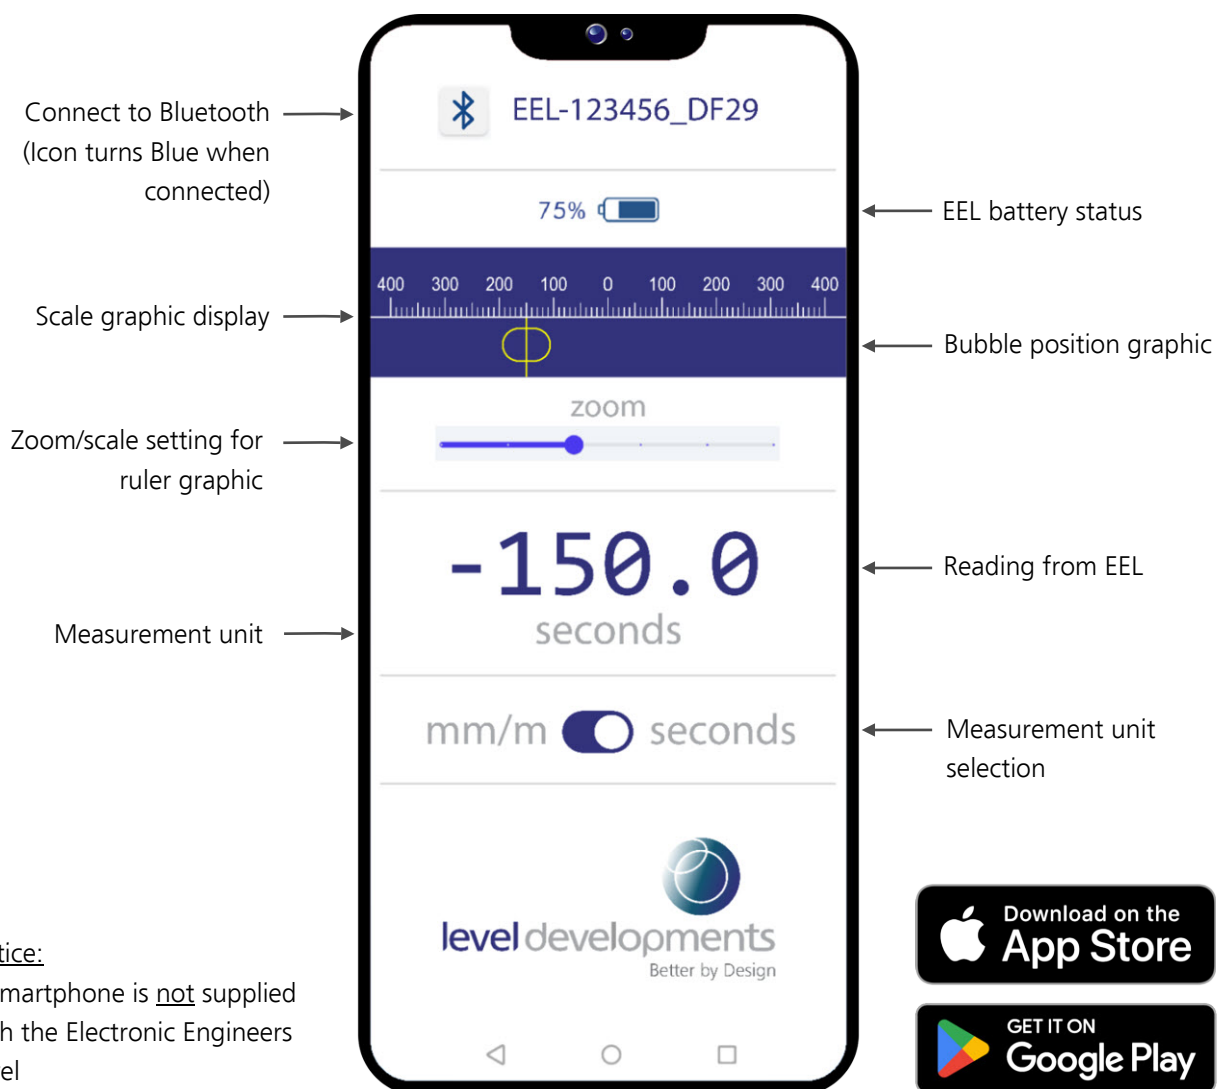 Connect to Bluetooth
(Icon turns Blue when
connected)
EEL-123456_DF29
75%
EEL battery status
400 300 200 100 0 100 200 300 400
Scale graphic display
Bubble position graphic
zoom
Zoom/scale setting for
ruler graphic
-150.0
Reading from EEL
seconds
Measurement unit
mm/m seconds
Measurement unit
selection
level developments
Better by Design
Download on the
App Store
GET IT ON
Google Play
tice:
martphone is not supplied
h the Electronic Engineers
el